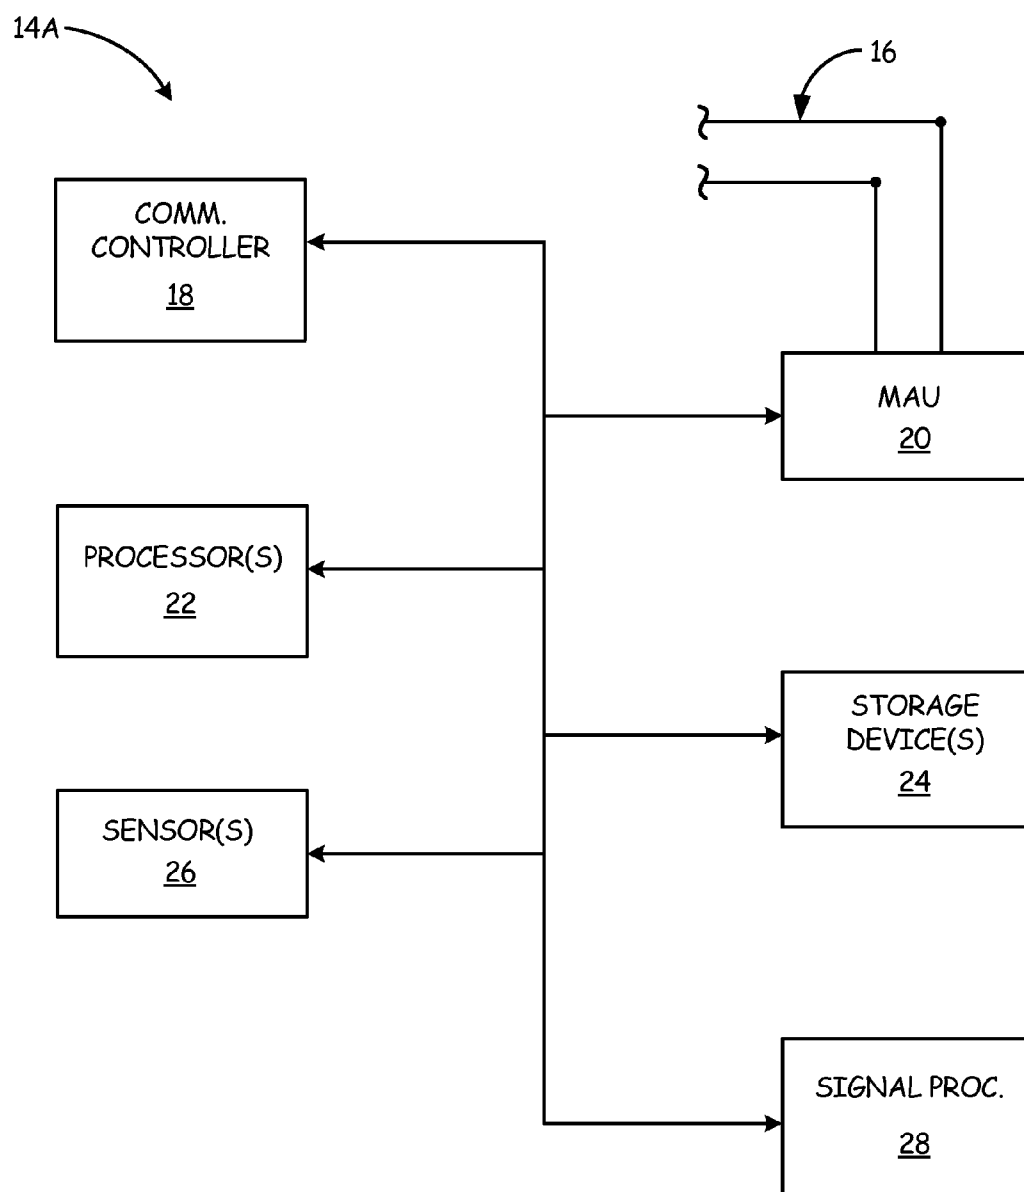 14A
16
COMM.
CONTROLLER
18
MAU
20
PROCESSOR(S)
22
STORAGE
DEVICE(S)
24
SENSOR(S)
26
SIGNAL PROC.
28